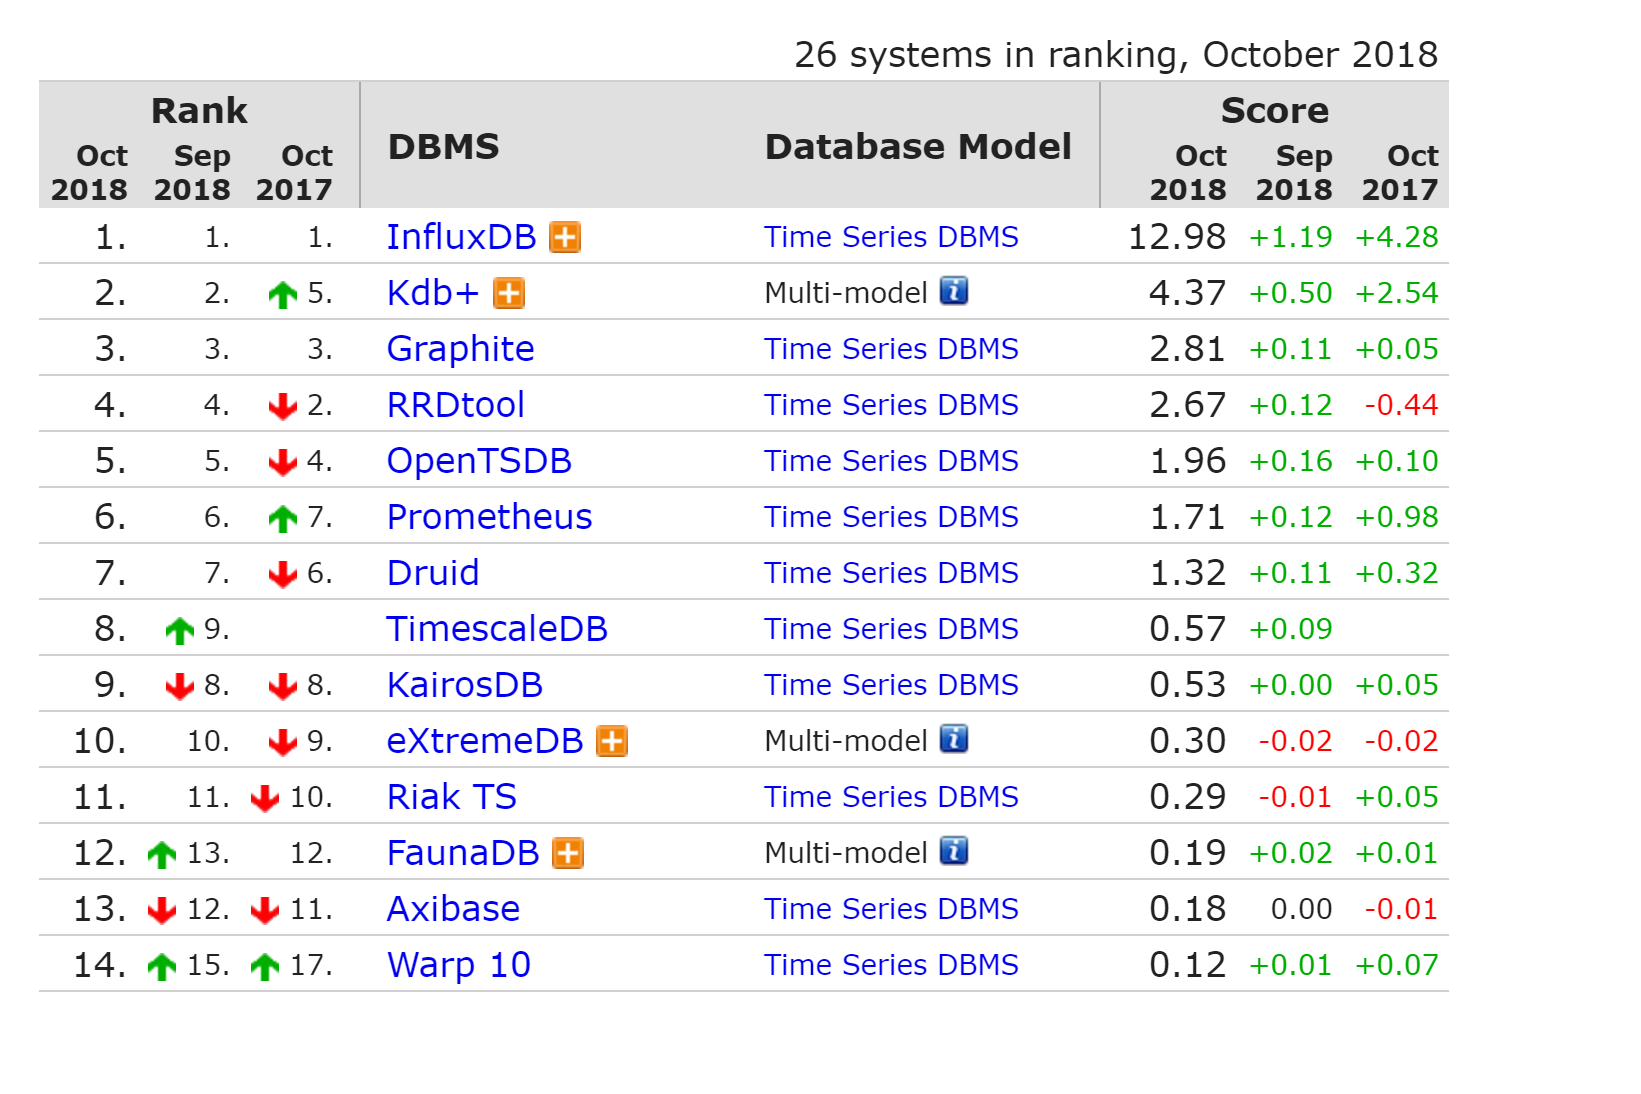 26 systems in ranking, October 2018
Rank DBMS Database Model Score
Oct 2018 Sep 2018 Oct 2017 Oct 2018 Sep 2018 Oct 2017
1. 1. 1. InfluxDB Time Series DBMS 12.98 +1.19 +4.28
2. 2. 5. Kdb+ Multi-model 4.37 +0.50 +2.54
3. 3. 3. Graphite Time Series DBMS 2.81 +0.11 +0.05
4. 4. 2. RRDtool Time Series DBMS 2.67 +0.12 -0.44
5. 5. 4. OpenTSDB Time Series DBMS 1.96 +0.16 +0.10
6. 6. 7. Prometheus Time Series DBMS 1.71 +0.12 +0.98
7. 7. 6. Druid Time Series DBMS 1.32 +0.11 +0.32
8. 9. TimescaleDB Time Series DBMS 0.57 +0.09
9. 8. 8. KairosDB Time Series DBMS 0.53 +0.00 +0.05
10. 10. 9. eXtremeDB Multi-model 0.30 -0.02 -0.02
11. 11. 10. Riak TS Time Series DBMS 0.29 -0.01 +0.05
12. 13. 12. FaunaDB Multi-model 0.19 +0.02 +0.01
13. 12. 11. Axibase Time Series DBMS 0.18 0.00 -0.01
14. 15. 17. Warp 10 Time Series DBMS 0.12 +0.01 +0.07